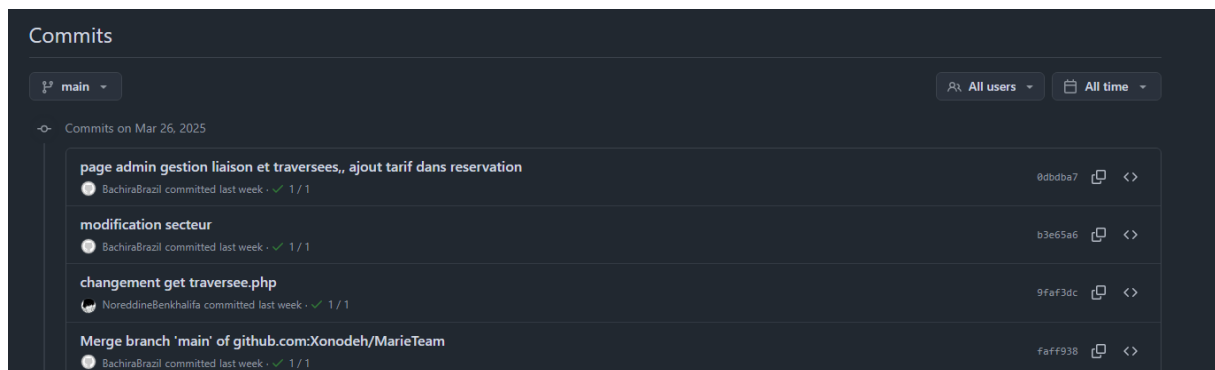 Commits
main
All users
All time
Commits on Mar 26, 2025
page admin gestion liaison et traversees,, ajout tarif dans reservation
BachiraBrazil committed last week · ✓ 1 / 1
0dbdba7
modification secteur
BachiraBrazil committed last week · ✓ 1 / 1
b3e65a6
changement get traversee.php
NoreddineBenkhalifa committed last week · ✓ 1 / 1
9faf3dc
Merge branch 'main' of github.com:Xonodeh/MarieTeam
BachiraBrazil committed last week · ✓ 1 / 1
faff938